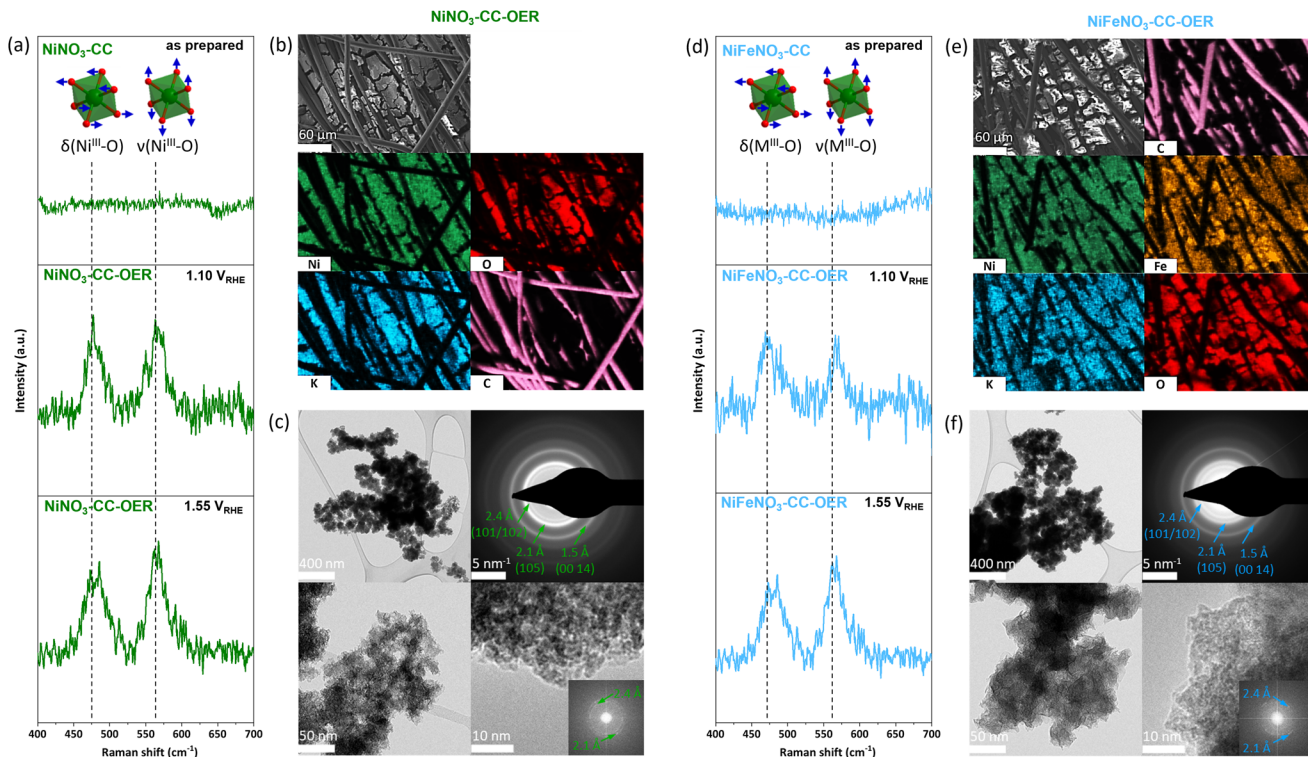 NiNO₃-CC-OER
(a)
NiNO₃-CC
as prepared
δ(Niᴵᴵᴵ-O) ν(Niᴵᴵᴵ-O)
NiNO₃-CC-OER
1.10 V_RHE
NiNO₃-CC-OER
1.55 V_RHE
Intensity (a.u.)
400 450 500 550 600 650 700
Raman shift (cm⁻¹)
(b)
60 µm
Ni
O
K
C
(c)
400 nm
2.4 Å
(101/102)
2.1 Å
(105)
1.5 Å
(00 14)
5 nm⁻¹
50 nm
10 nm
2.4 Å
2.1 Å
NiFeNO₃-CC-OER
(d)
NiFeNO₃-CC
as prepared
δ(Mᴵᴵᴵ-O) ν(Mᴵᴵᴵ-O)
NiFeNO₃-CC-OER
1.10 V_RHE
NiFeNO₃-CC-OER
1.55 V_RHE
Intensity (a.u.)
400 450 500 550 600 650 700
Raman shift (cm⁻¹)
(e)
60 µm
C
Ni
Fe
K
O
(f)
400 nm
2.4 Å
(101/102)
2.1 Å
(105)
1.5 Å
(00 14)
5 nm⁻¹
50 nm
10 nm
2.4 Å
2.1 Å